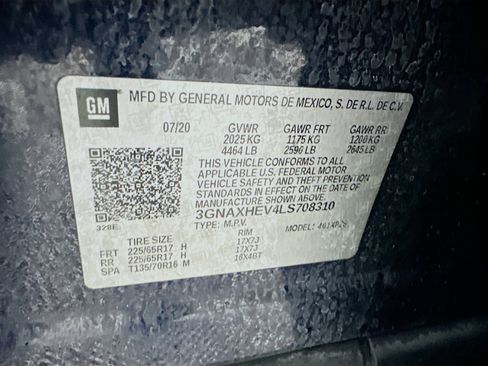 GM
MFD BY GENERAL MOTORS DE MEXICO, S. DE R.L. DE C.V.
07/20 GVWR GAWR FRT GAWR RR
2025 KG 1175 KG 1200 KG
4464 LB 2590 LB 2645 LB
THIS VEHICLE CONFORMS TO ALL
APPLICABLE U.S. FEDERAL MOTOR
VEHICLE SAFETY AND THEFT PREVENTION
STANDARDS IN EFFECT ON THE DATE OF
MANUFACTURE SHOWN ABOVE.
3GNAXHEV4LS708310
328E
TYPE: M.P.V. MODEL:
TIRE SIZE RIM
FRT 225/65R17 H 17X7J
RR 225/65R17 H 17X7J
SPA T135/70R16 M 16X4BT